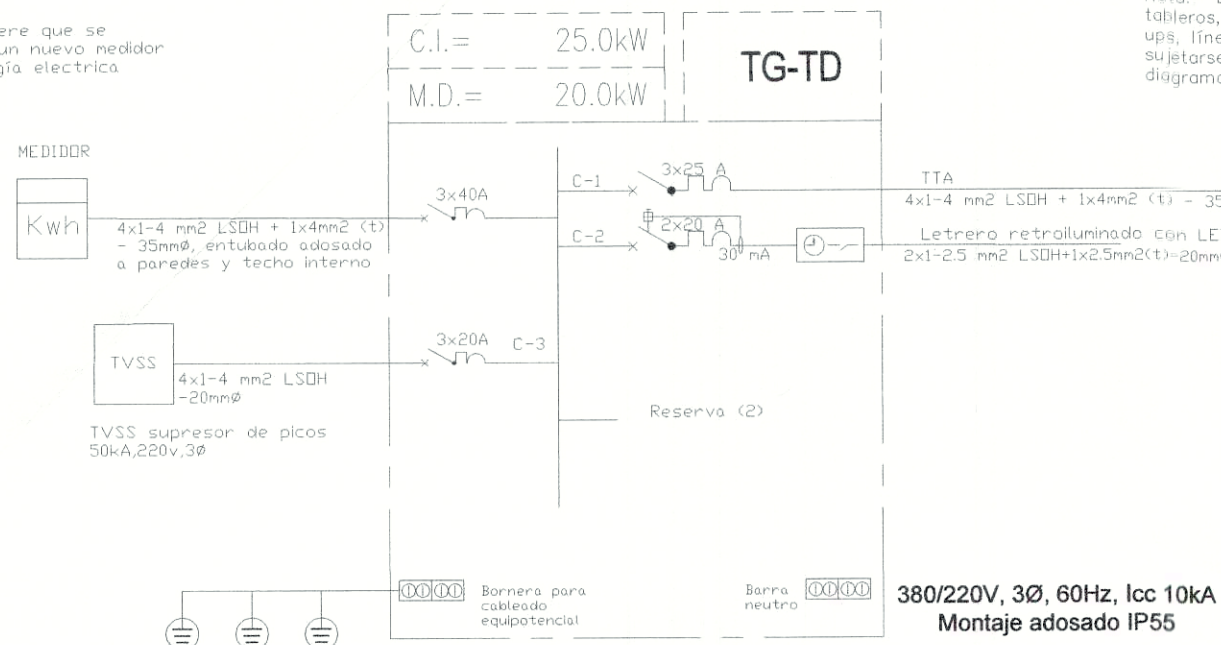 ere que se
un nuevo medidor
gía electrica
C.I.= 25.0kW
M.D.= 20.0kW
TG-TD
tableros,
ups, líne
sujetarse
diagrama
MEDIDOR
Kwh
4x1-4 mm2 LSOH + 1x4mm2 (t)
- 35mmø, entubado adosado
a paredes y techo interno
3x40A
C-1
3x25 A
TTA
4x1-4 mm2 LSOH + 1x4mm2 (t) - 35
C-2
2x20 A
30 mA
Letrero retroiluminado con LE
2x1-2.5 mm2 LSOH+1x2.5mm2(t)-20mm
TVSS
4x1-4 mm2 LSOH
-20mmø
TVSS supresor de picos
50kA,220v,3ø
3x20A
C-3
Reserva (2)
Bornera para
cableado
equipotencial
Barra
neutro
380/220V, 3Ø, 60Hz, Icc 10kA
Montaje adosado IP55